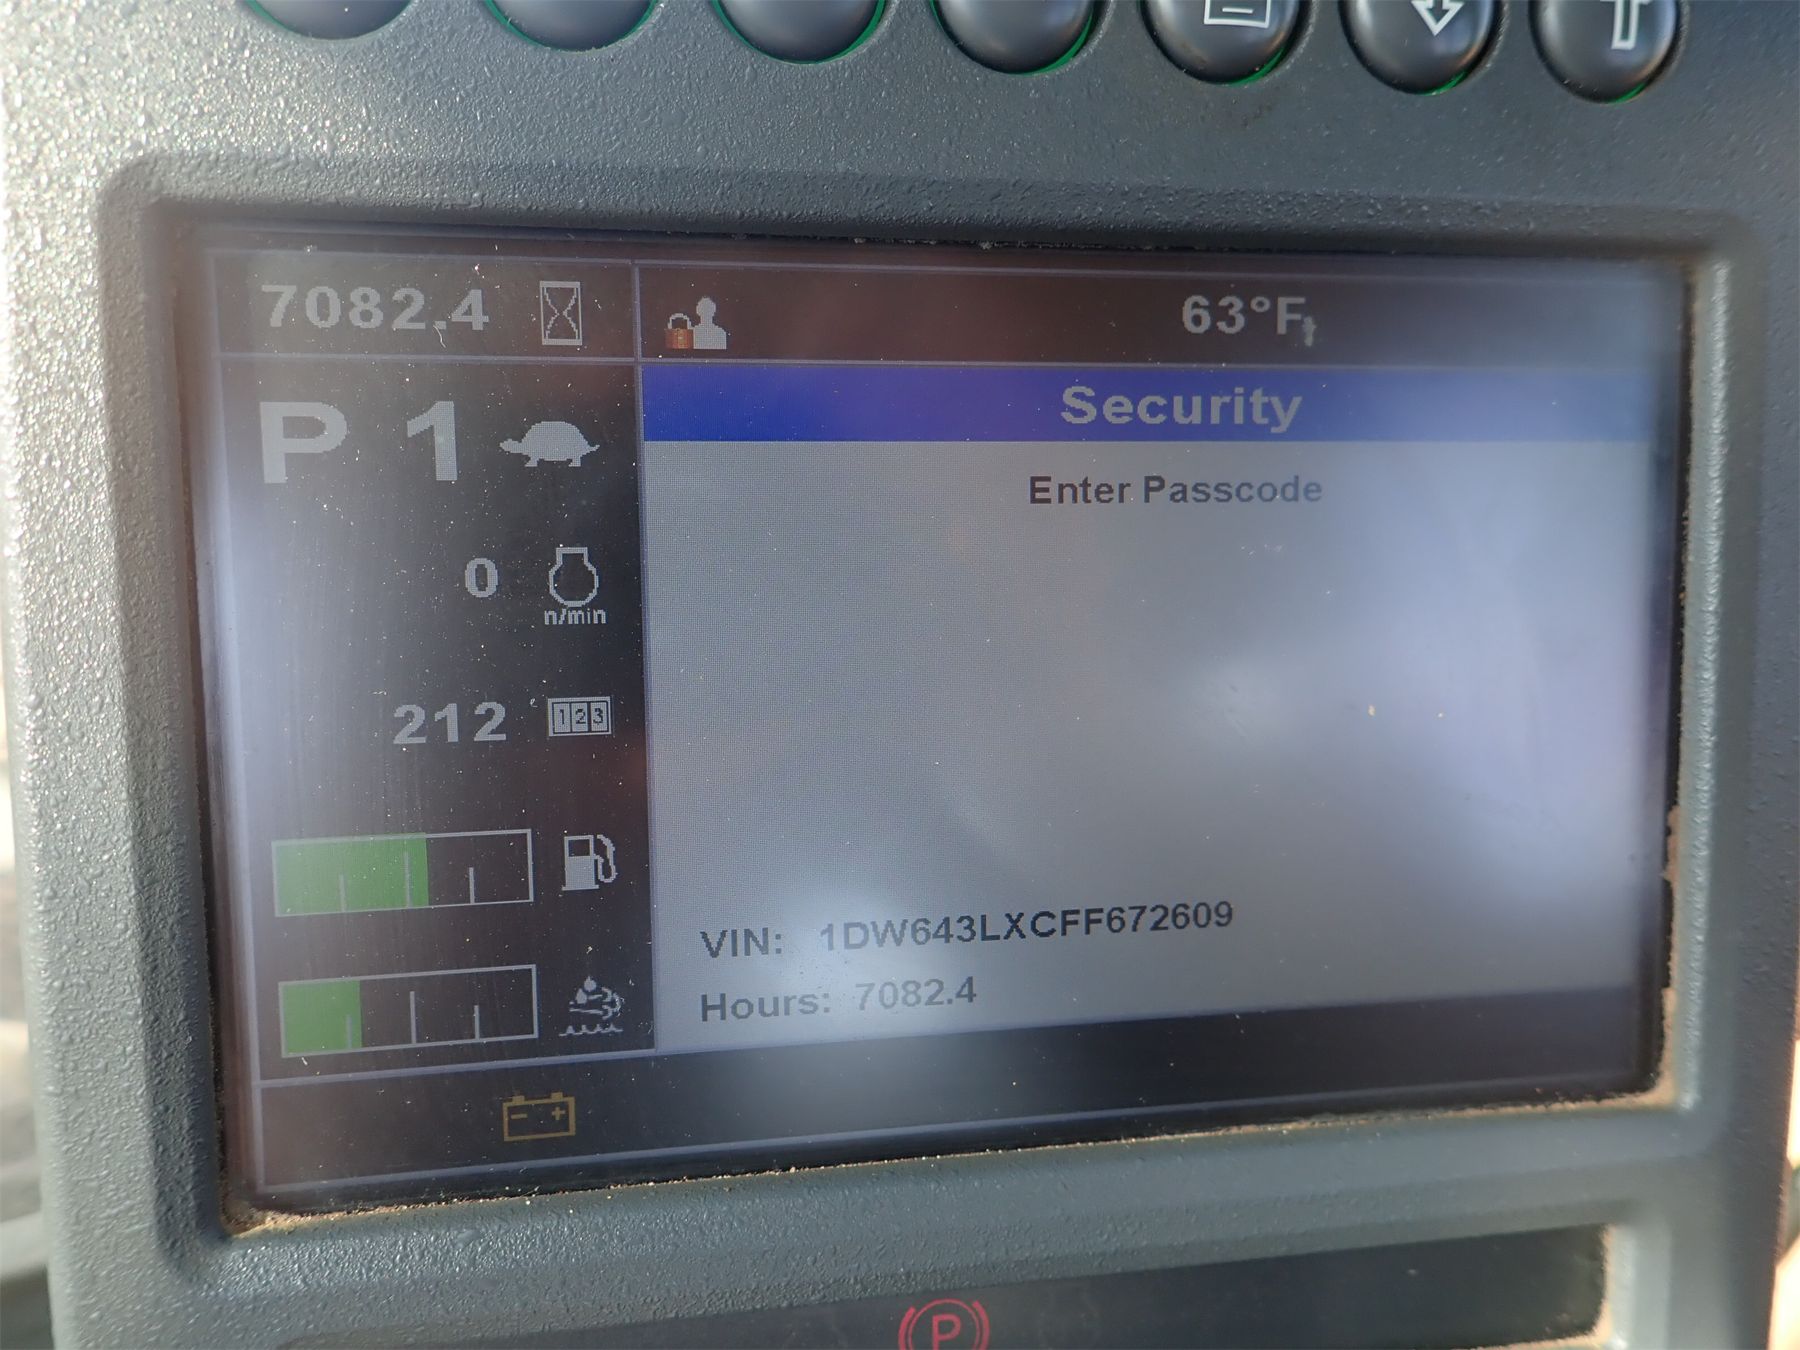 7082.4
63°F
P 1
Security
Enter Passcode
0
n/min
212
123
VIN: 1DW643LXCFF672609
Hours: 7082.4
P